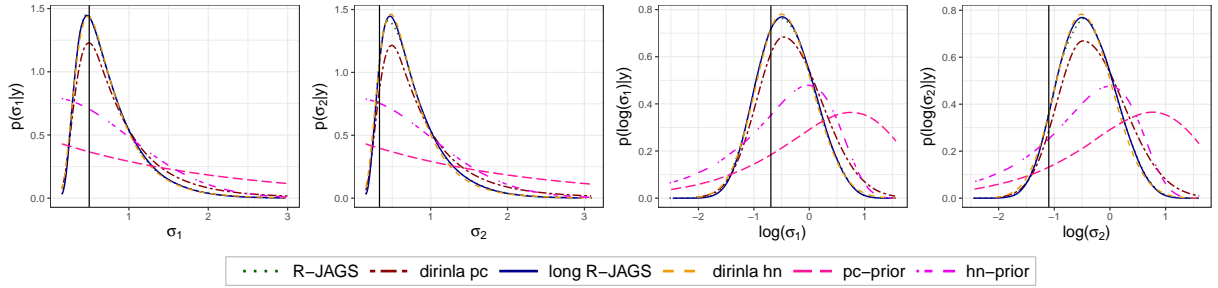 p(σ1|y)
1.5
1.0
0.5
0.0
1 2 3
σ1
p(σ2|y)
1.5
1.0
0.5
0.0
1 2 3
σ2
p(log(σ1)|y)
0.8
0.6
0.4
0.2
0.0
−2 −1 0 1
log(σ1)
p(log(σ2)|y)
0.8
0.6
0.4
0.2
0.0
−2 −1 0 1
log(σ2)
R−JAGS dirinla pc long R−JAGS dirinla hn pc−prior hn−prior